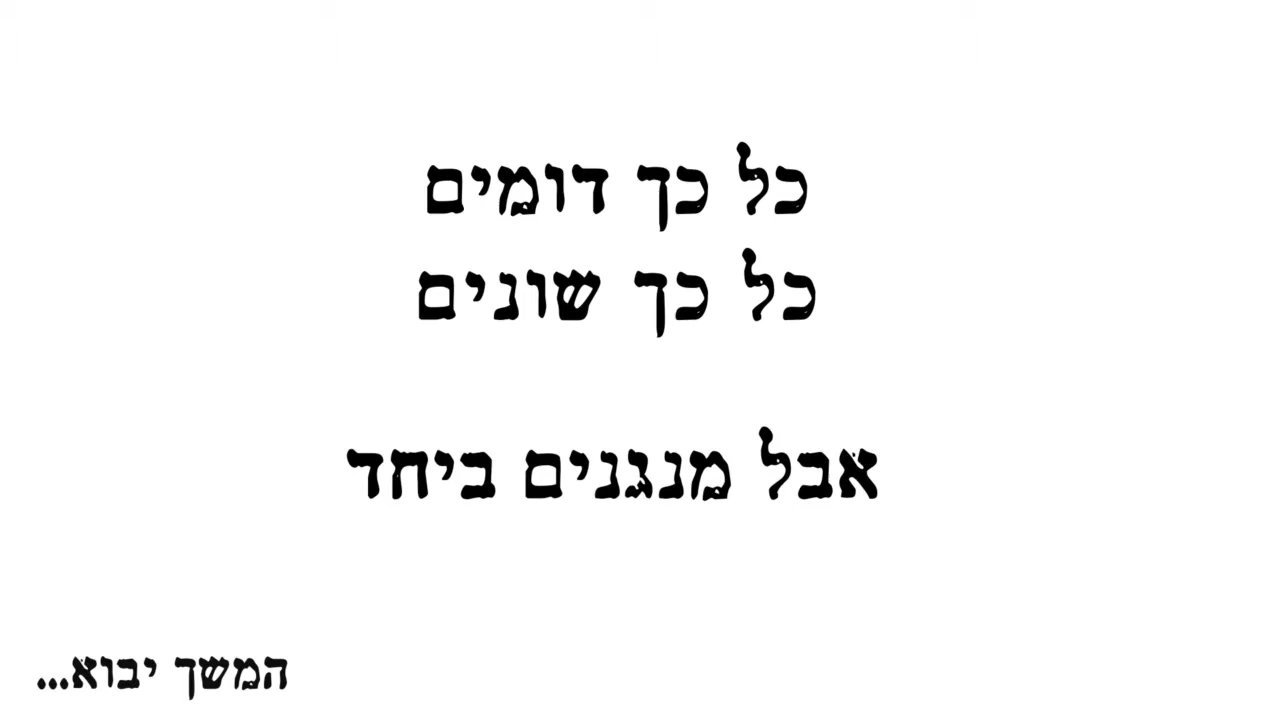 כל כך דומים
כל כך שונים
אבל מנגנים ביחד
המשך יבוא...